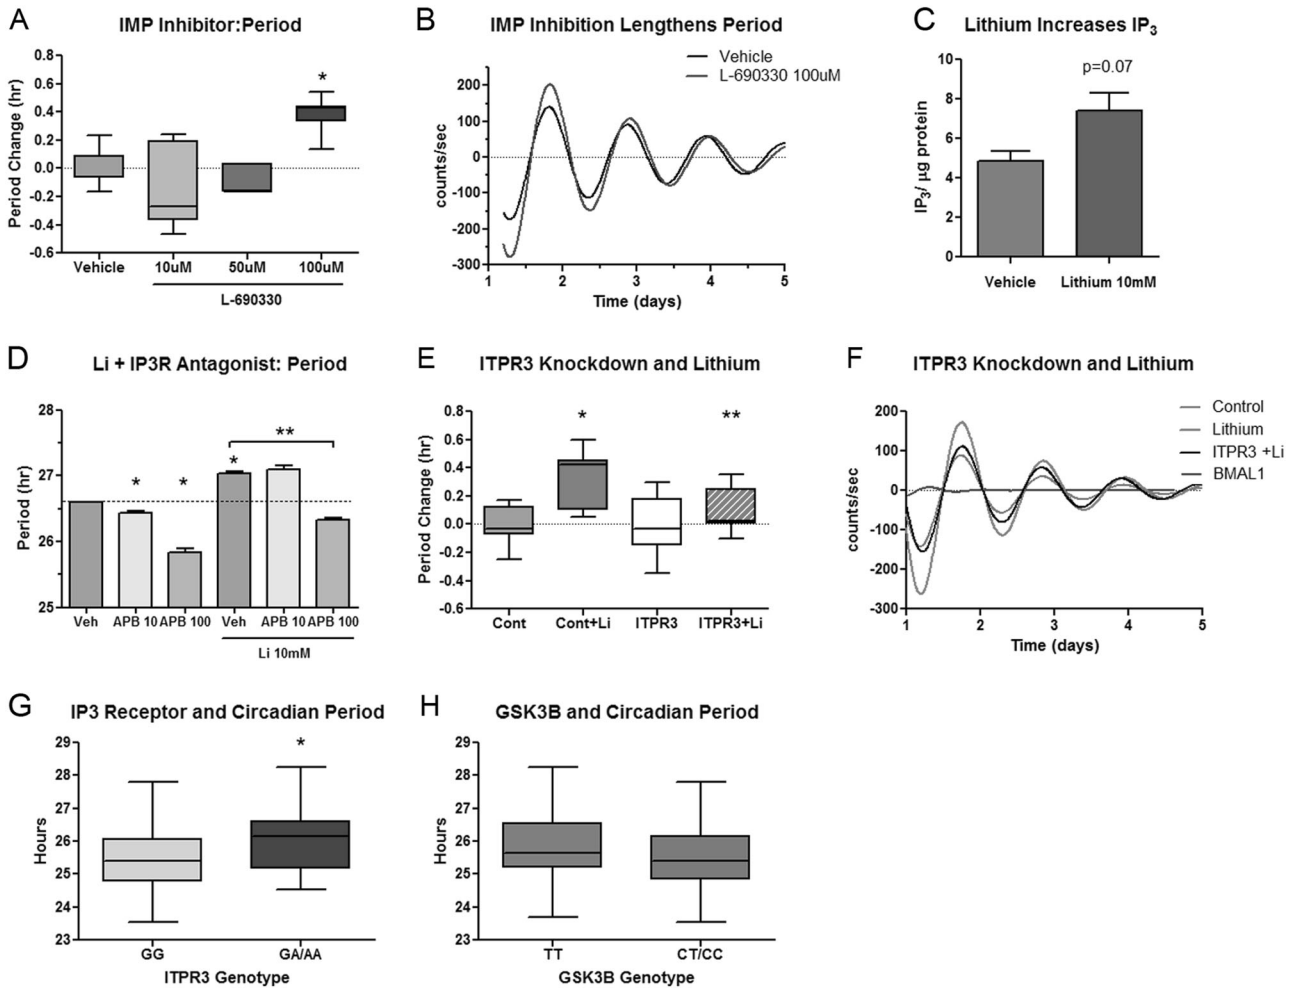 A
IMP Inhibitor:Period
Period Change (hr)
0.8
0.6
0.4
0.2
0.0
-0.2
-0.4
-0.6
*
Vehicle 10uM 50uM 100uM
L-690330
B
IMP Inhibition Lengthens Period
Vehicle
L-690330 100uM
counts/sec
200
100
0
-100
-200
-300
1 2 3 4 5
Time (days)
C
Lithium Increases IP3
p=0.07
IP3/ µg protein
10
8
6
4
2
0
Vehicle Lithium 10mM
D
Li + IP3R Antagonist: Period
Period (hr)
28
27
26
25
* * * **
Veh APB 10 APB 100 Veh APB 10 APB 100
Li 10mM
E
ITPR3 Knockdown and Lithium
Period Change (hr)
0.8
0.6
0.4
0.2
0.0
-0.2
-0.4
-0.6
* **
Cont Cont+Li ITPR3 ITPR3+Li
F
ITPR3 Knockdown and Lithium
Control
Lithium
ITPR3 +Li
BMAL1
counts/sec
200
100
0
-100
-200
-300
1 2 3 4 5
Time (days)
G
IP3 Receptor and Circadian Period
Hours
29
28
27
26
25
24
23
*
GG GA/AA
ITPR3 Genotype
H
GSK3B and Circadian Period
Hours
29
28
27
26
25
24
23
TT CT/CC
GSK3B Genotype